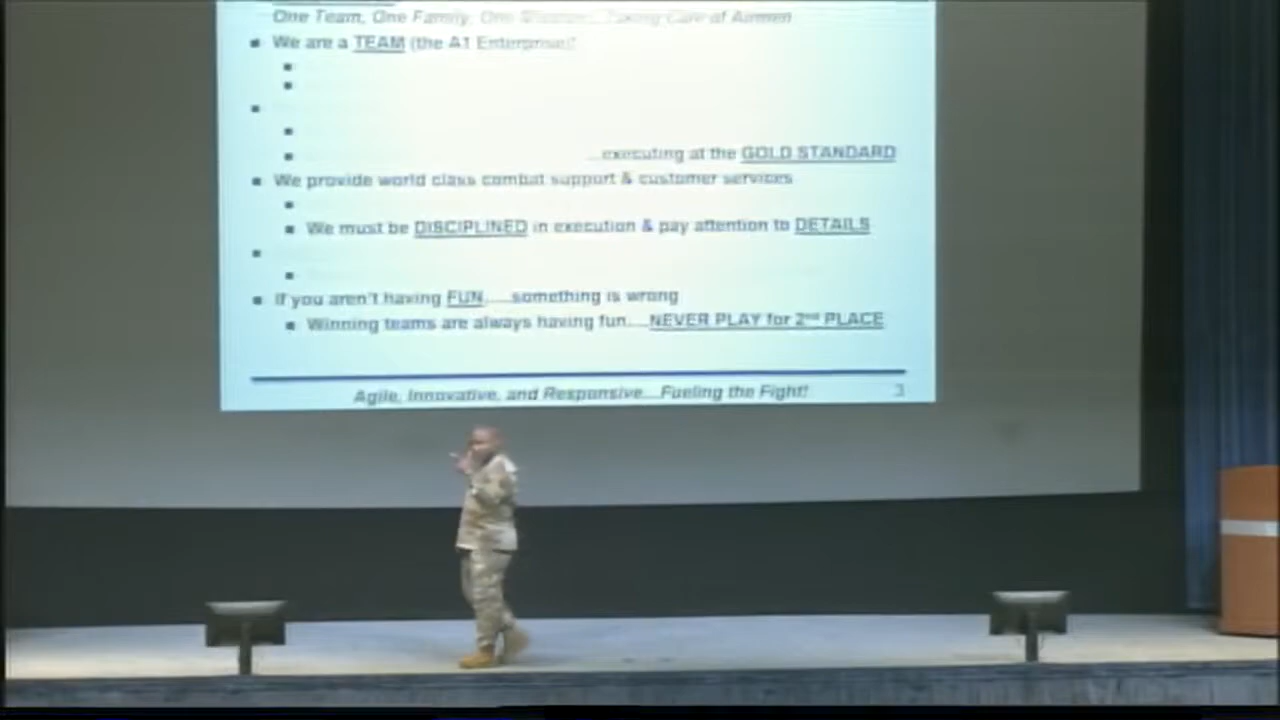 One Team, One Family, One Mission...Taking Care of Airmen
We are a TEAM (the A1 Enterprise)!
...executing at the GOLD STANDARD
We provide world class combat support & customer services
We must be DISCIPLINED in execution & pay attention to DETAILS
If you aren't having FUN.....something is wrong
Winning teams are always having fun....NEVER PLAY for 2nd PLACE
Agile, Innovative, and Responsive...Fueling the Fight!
3